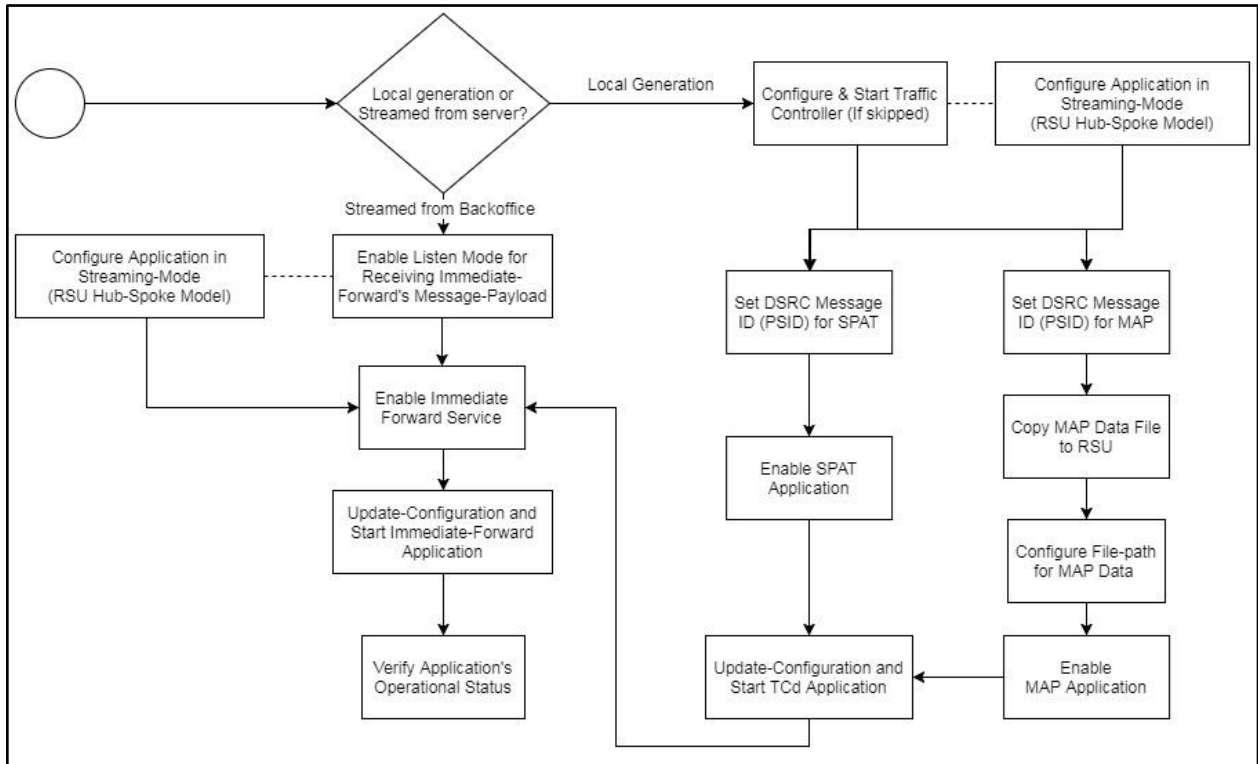 Local generation or
Streamed from server?
Local Generation
Configure & Start Traffic
Controller (If skipped)
Configure Application in
Streaming-Mode
(RSU Hub-Spoke Model)
Streamed from Backoffice
Configure Application in
Streaming-Mode
(RSU Hub-Spoke Model)
Enable Listen Mode for
Receiving Immediate-
Forward's Message-Payload
Set DSRC Message
ID (PSID) for SPAT
Set DSRC Message
ID (PSID) for MAP
Enable Immediate
Forward Service
Copy MAP Data File
to RSU
Enable SPAT
Application
Update-Configuration and
Start Immediate-Forward
Application
Configure File-path
for MAP Data
Verify Application's
Operational Status
Update-Configuration and
Start TCd Application
Enable
MAP Application